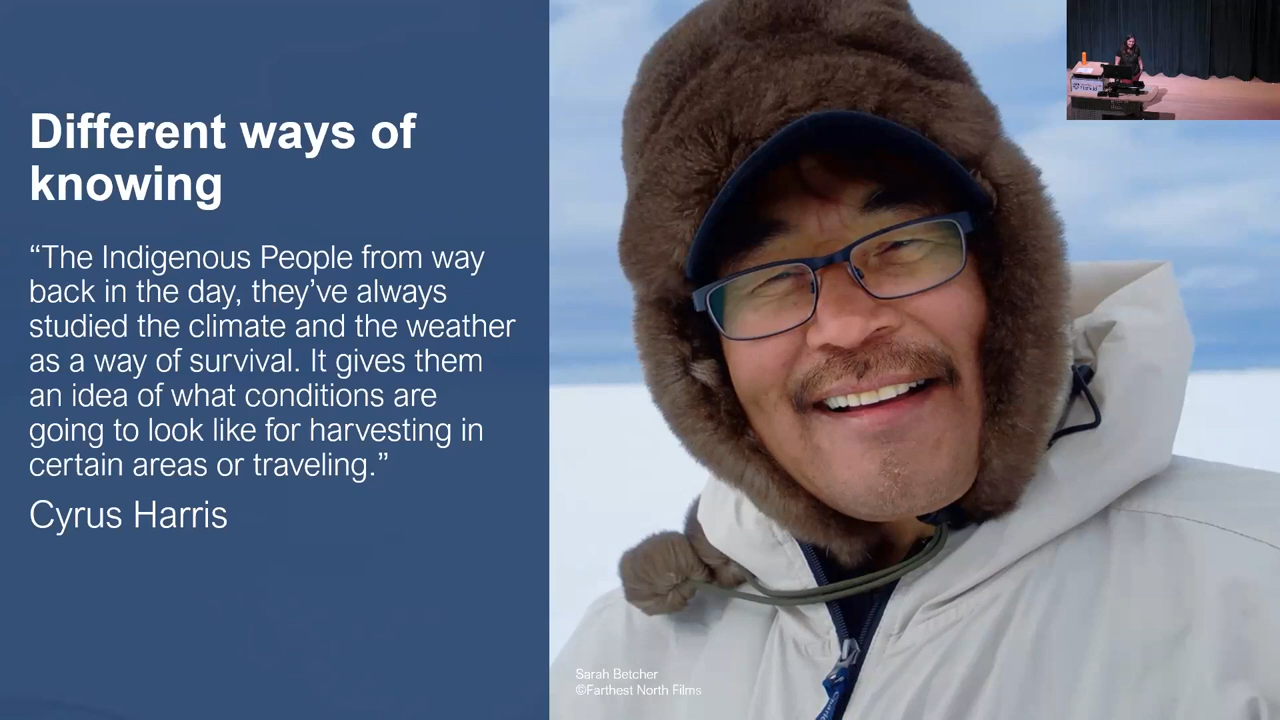 Different ways of
knowing
“The Indigenous People from way
back in the day, they’ve always
studied the climate and the weather
as a way of survival. It gives them
an idea of what conditions are
going to look like for harvesting in
certain areas or traveling.”
Cyrus Harris
Sarah Betcher
©Farthest North Films